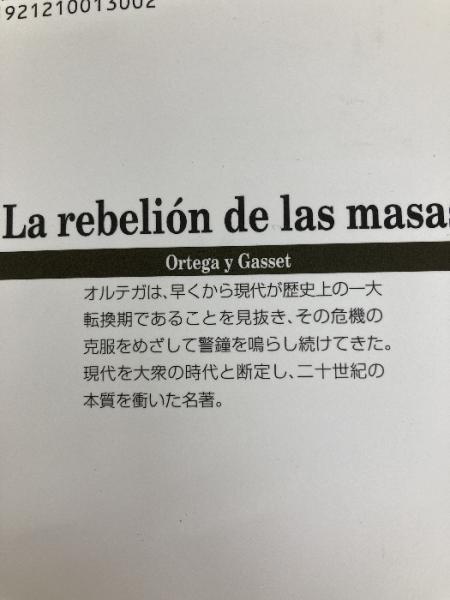 921210013002
La rebelión de las masas
Ortega y Gasset
オルテガは、早くから現代が歴史上の一大
転換期であることを見抜き、その危機の
克服をめざして警鐘を鳴らし続けてきた。
現代を大衆の時代と断定し、二十世紀の
本質を衝いた名著。